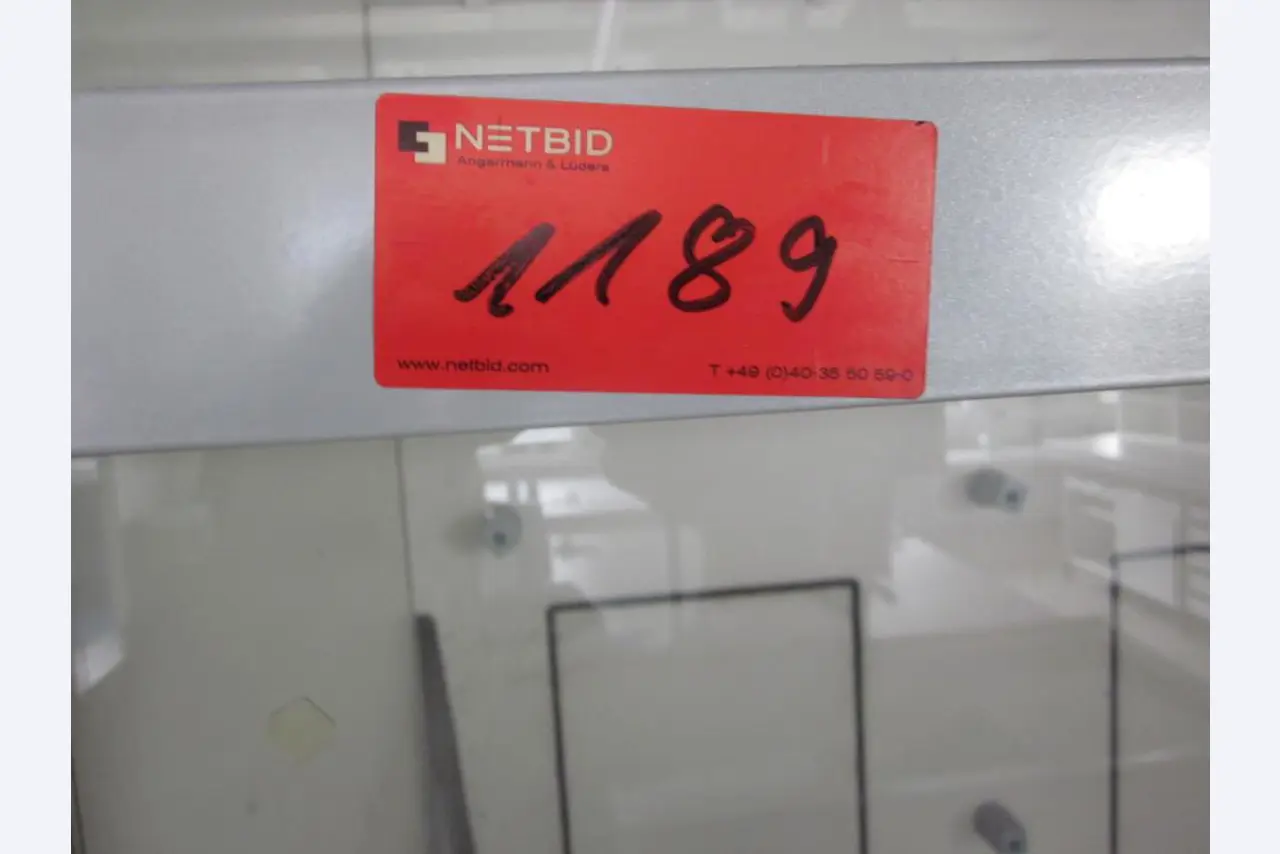 NETBID
Angermann & Lüders
1189
www.netbid.com
T +49 (0)40-35 50 59-0